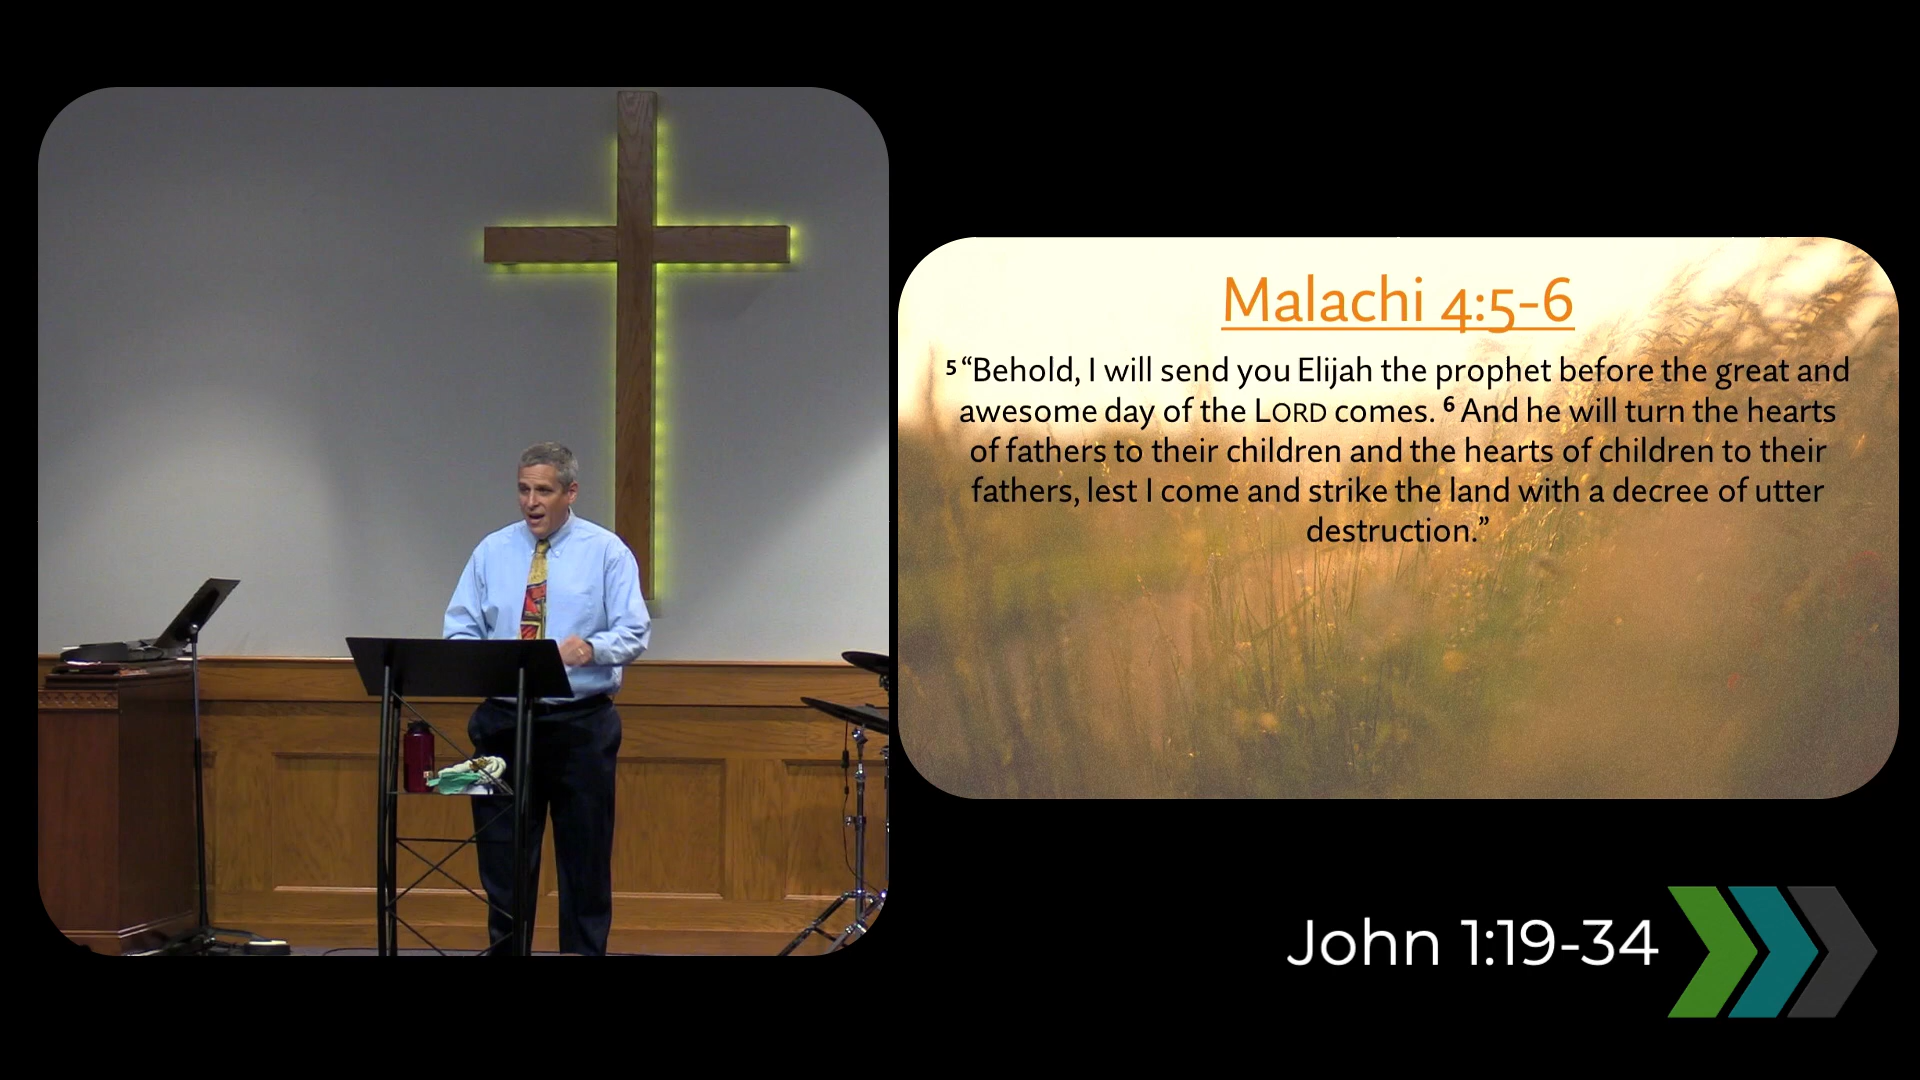 Malachi 4:5-6
5 “Behold, I will send you Elijah the prophet before the great and
awesome day of the LORD comes. 6 And he will turn the hearts
of fathers to their children and the hearts of children to their
fathers, lest I come and strike the land with a decree of utter
destruction.”
John 1:19-34